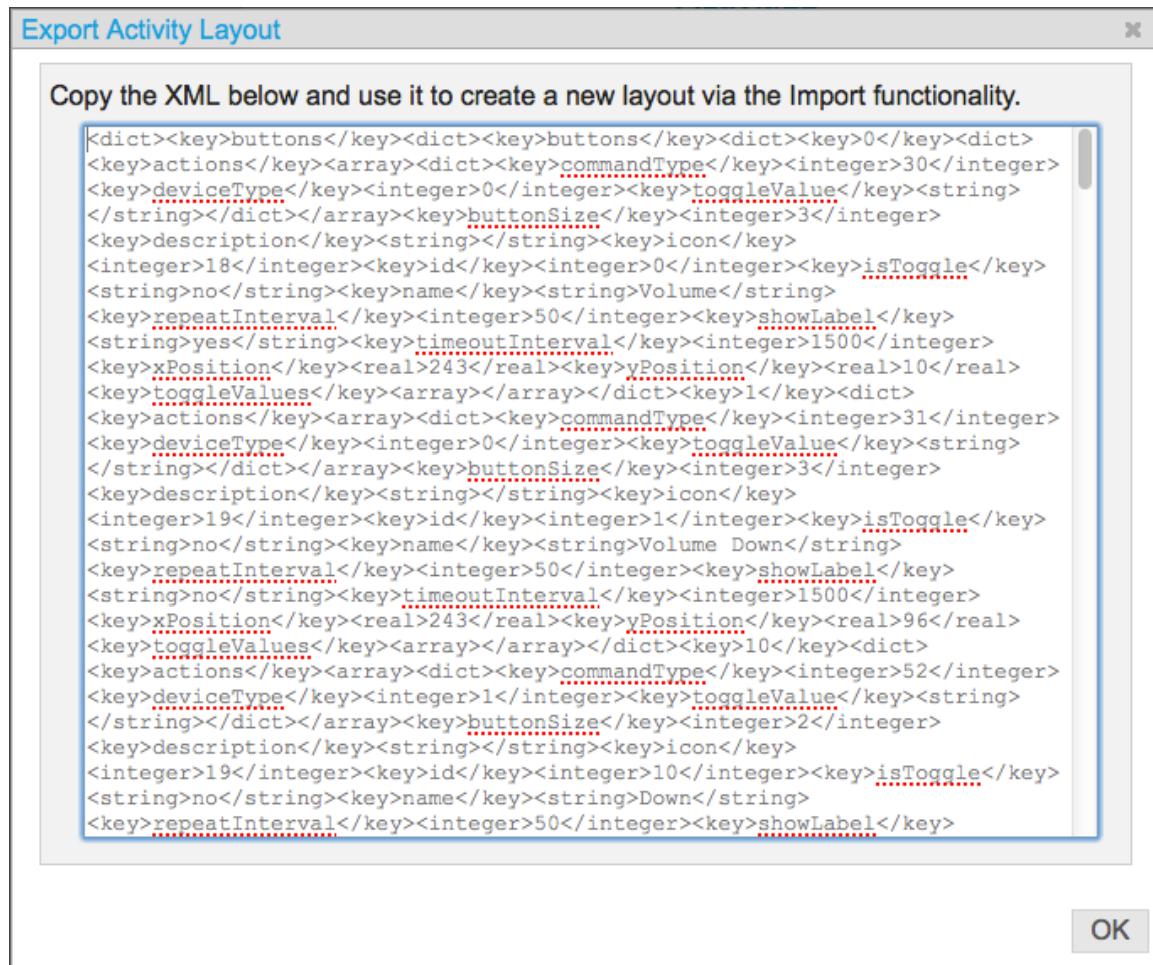 Export Activity Layout
Copy the XML below and use it to create a new layout via the Import functionality.
<dict><key>buttons</key><dict><key>buttons</key><dict><key>0</key><dict>
<key>actions</key><array><dict><key>commandType</key><integer>30</integer>
<key>deviceType</key><integer>0</integer><key>toggleValue</key><string>
</string></dict></array><key>buttonSize</key><integer>3</integer>
<key>description</key><string></string><key>icon</key>
<integer>18</integer><key>id</key><integer>0</integer><key>isToggle</key>
<string>no</string><key>name</key><string>Volume</string>
<key>repeatInterval</key><integer>50</integer><key>showLabel</key>
<string>yes</string><key>timeoutInterval</key><integer>1500</integer>
<key>xPosition</key><real>243</real><key>yPosition</key><real>10</real>
<key>toggleValues</key><array></array></dict><key>1</key><dict>
<key>actions</key><array><dict><key>commandType</key><integer>31</integer>
<key>deviceType</key><integer>0</integer><key>toggleValue</key><string>
</string></dict></array><key>buttonSize</key><integer>3</integer>
<key>description</key><string></string><key>icon</key>
<integer>19</integer><key>id</key><integer>1</integer><key>isToggle</key>
<string>no</string><key>name</key><string>Volume Down</string>
<key>repeatInterval</key><integer>50</integer><key>showLabel</key>
<string>no</string><key>timeoutInterval</key><integer>1500</integer>
<key>xPosition</key><real>243</real><key>yPosition</key><real>96</real>
<key>toggleValues</key><array></array></dict><key>10</key><dict>
<key>actions</key><array><dict><key>commandType</key><integer>52</integer>
<key>deviceType</key><integer>1</integer><key>toggleValue</key><string>
</string></dict></array><key>buttonSize</key><integer>2</integer>
<key>description</key><string></string><key>icon</key>
<integer>19</integer><key>id</key><integer>10</integer><key>isToggle</key>
<string>no</string><key>name</key><string>Down</string>
<key>repeatInterval</key><integer>50</integer><key>showLabel</key>
OK